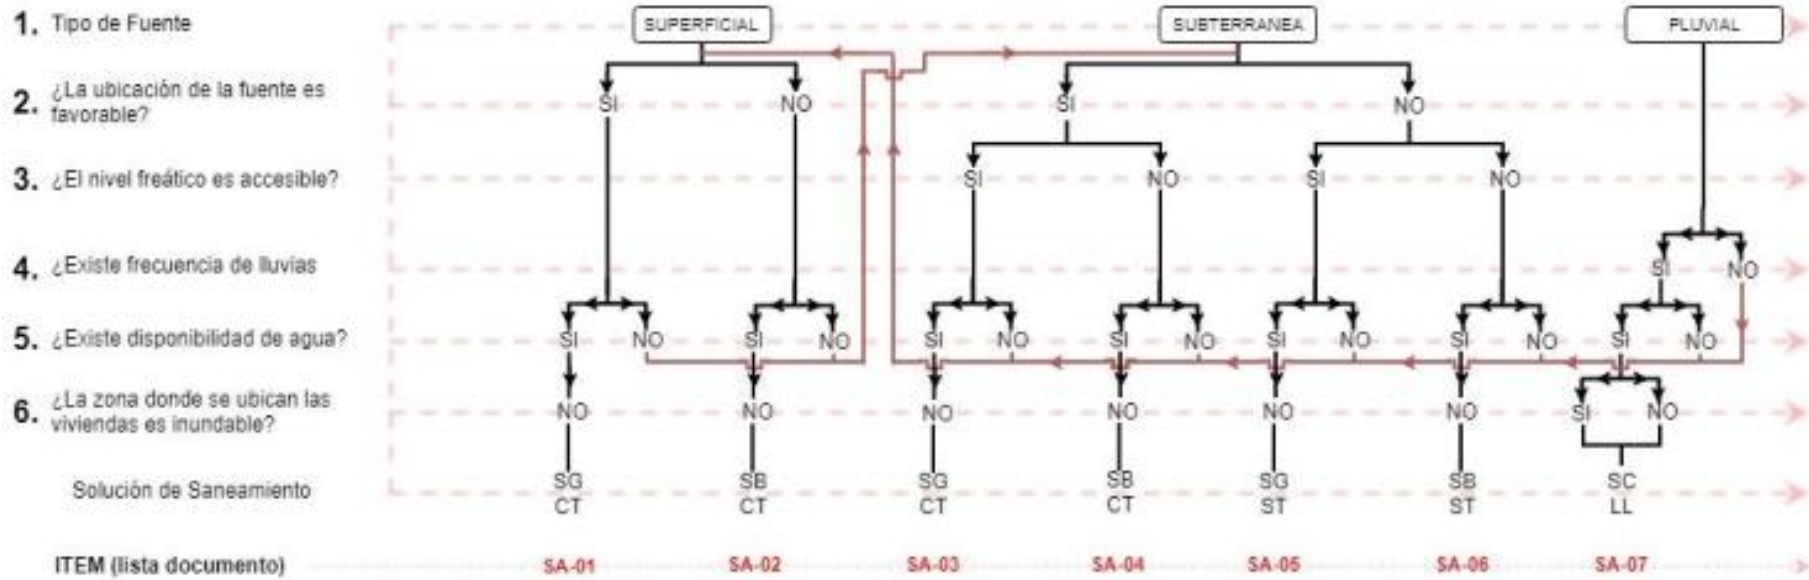 1. Tipo de Fuente SUPERFICIAL SUBTERRANEA PLUVIAL
2. ¿La ubicación de la fuente es
favorable?
SI NO SI NO
3. ¿El nivel freático es accesible? SI NO SI NO
4. ¿Existe frecuencia de lluvias SI NO
5. ¿Existe disponibilidad de agua? SI NO SI NO SI NO SI NO SI NO SI NO SI NO
6. ¿La zona donde se ubican las
viviendas es inundable?
NO NO NO NO NO NO SI NO
Solución de Saneamiento SG SB SG SB SG SB SC
CT CT CT CT ST ST LL
ITEM (lista documento) SA-01 SA-02 SA-03 SA-04 SA-05 SA-06 SA-07